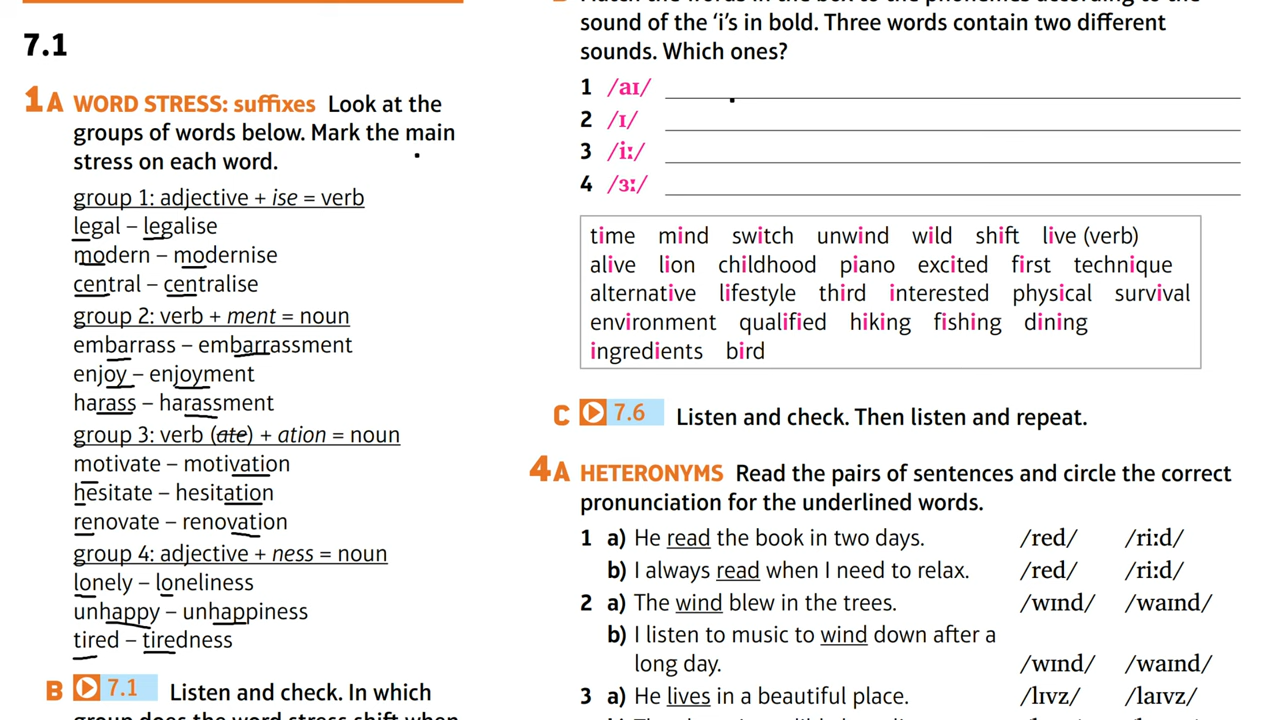 7.1
1A WORD STRESS: suffixes Look at the
groups of words below. Mark the main
stress on each word.
group 1: adjective + ise = verb
legal – legalise
modern – modernise
central – centralise
group 2: verb + ment = noun
embarrass – embarrassment
enjoy – enjoyment
harass – harassment
group 3: verb (ate) + ation = noun
motivate – motivation
hesitate – hesitation
renovate – renovation
group 4: adjective + ness = noun
lonely – loneliness
unhappy – unhappiness
tired – tiredness
B 7.1 Listen and check. In which
group does the word stress shift when
sound of the ‘i’s in bold. Three words contain two different
sounds. Which ones?
1 /aɪ/
2 /ɪ/
3 /iː/
4 /ɜː/
time mind switch unwind wild shift live (verb)
alive lion childhood piano excited first technique
alternative lifestyle third interested physical survival
environment qualified hiking fishing dining
ingredients bird
C 7.6 Listen and check. Then listen and repeat.
4A HETERONYMS Read the pairs of sentences and circle the correct
pronunciation for the underlined words.
1 a) He read the book in two days. /red/ /riːd/
b) I always read when I need to relax. /red/ /riːd/
2 a) The wind blew in the trees. /wɪnd/ /waɪnd/
b) I listen to music to wind down after a
long day. /wɪnd/ /waɪnd/
3 a) He lives in a beautiful place. /lɪvz/ /laɪvz/